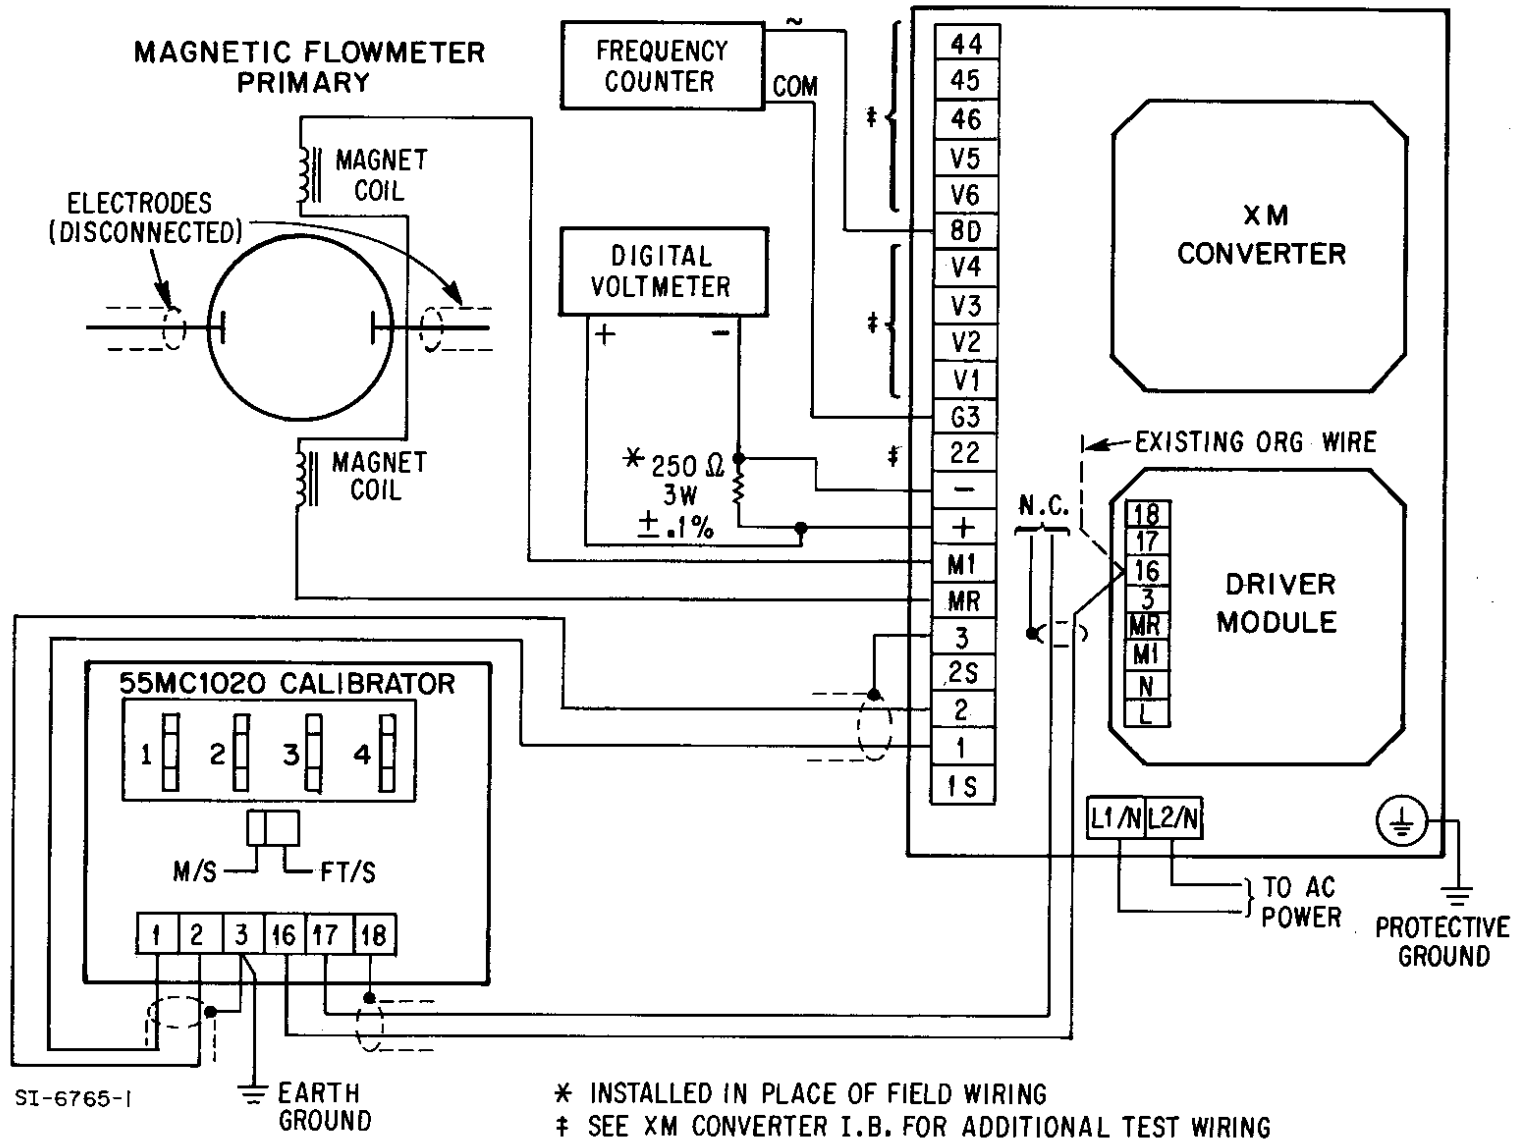 MAGNETIC FLOWMETER
PRIMARY
MAGNET
COIL
ELECTRODES
(DISCONNECTED)
MAGNET
COIL
FREQUENCY
COUNTER
~
COM
DIGITAL
VOLTMETER
+ −
* 250 Ω
3W
± .1%
‡
‡
‡
44
45
46
V5
V6
8D
V4
V3
V2
V1
G3
22
−
+
M1
MR
3
2S
2
1
1S
XM
CONVERTER
EXISTING ORG WIRE
N.C.
18
17
16
3
MR
M1
N
L
DRIVER
MODULE
L1/N L2/N
TO AC
POWER
PROTECTIVE
GROUND
55MC1020 CALIBRATOR
1 2 3 4
M/S FT/S
1 2 3 16 17 18
EARTH
GROUND
SI-6765-1
* INSTALLED IN PLACE OF FIELD WIRING
‡ SEE XM CONVERTER I.B. FOR ADDITIONAL TEST WIRING